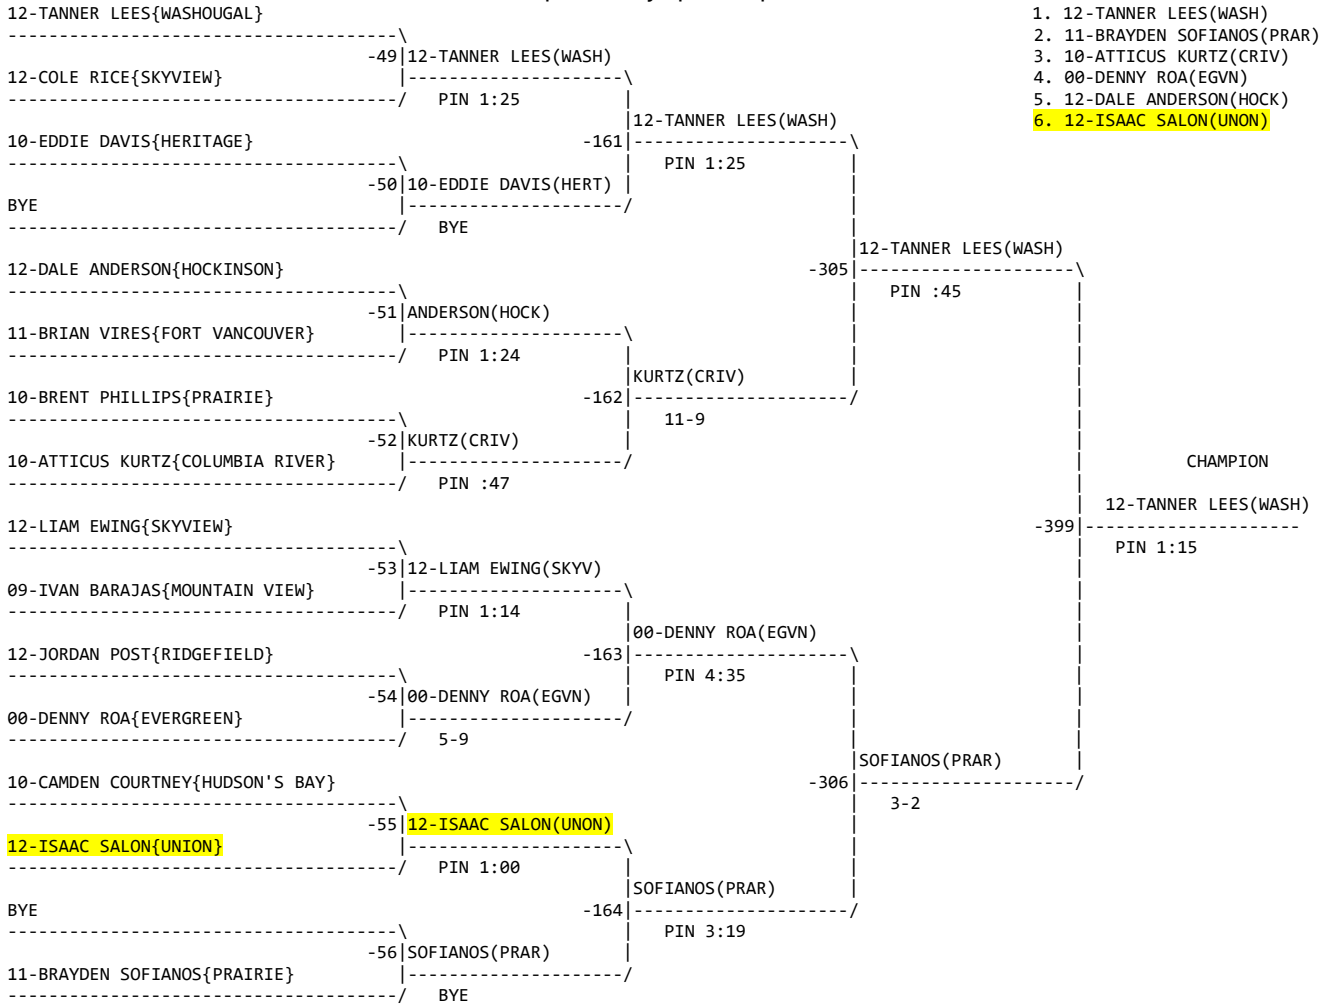 12-TANNER LEES{WASHOUGAL}
1. 12-TANNER LEES(WASH)
2. 11-BRAYDEN SOFIANOS(PRAR)
3. 10-ATTICUS KURTZ(CRIV)
4. 00-DENNY ROA(EGVN)
5. 12-DALE ANDERSON(HOCK)
6. 12-ISAAC SALON(UNON)
-49 12-TANNER LEES(WASH)
12-COLE RICE{SKYVIEW}
PIN 1:25
12-TANNER LEES(WASH)
10-EDDIE DAVIS{HERITAGE}
-161
PIN 1:25
-50 10-EDDIE DAVIS(HERT)
BYE
BYE
12-TANNER LEES(WASH)
12-DALE ANDERSON{HOCKINSON}
-305
PIN :45
-51 ANDERSON(HOCK)
11-BRIAN VIRES{FORT VANCOUVER}
PIN 1:24
KURTZ(CRIV)
10-BRENT PHILLIPS{PRAIRIE}
-162
11-9
-52 KURTZ(CRIV)
10-ATTICUS KURTZ{COLUMBIA RIVER}
CHAMPION
PIN :47
12-TANNER LEES(WASH)
12-LIAM EWING{SKYVIEW}
-399
PIN 1:15
-53 12-LIAM EWING(SKYV)
09-IVAN BARAJAS{MOUNTAIN VIEW}
PIN 1:14
00-DENNY ROA(EGVN)
12-JORDAN POST{RIDGEFIELD}
-163
PIN 4:35
-54 00-DENNY ROA(EGVN)
00-DENNY ROA{EVERGREEN}
5-9
SOFIANOS(PRAR)
10-CAMDEN COURTNEY{HUDSON'S BAY}
-306
3-2
-55 12-ISAAC SALON(UNON)
12-ISAAC SALON{UNION}
PIN 1:00
SOFIANOS(PRAR)
BYE
-164
PIN 3:19
-56 SOFIANOS(PRAR)
11-BRAYDEN SOFIANOS{PRAIRIE}
BYE